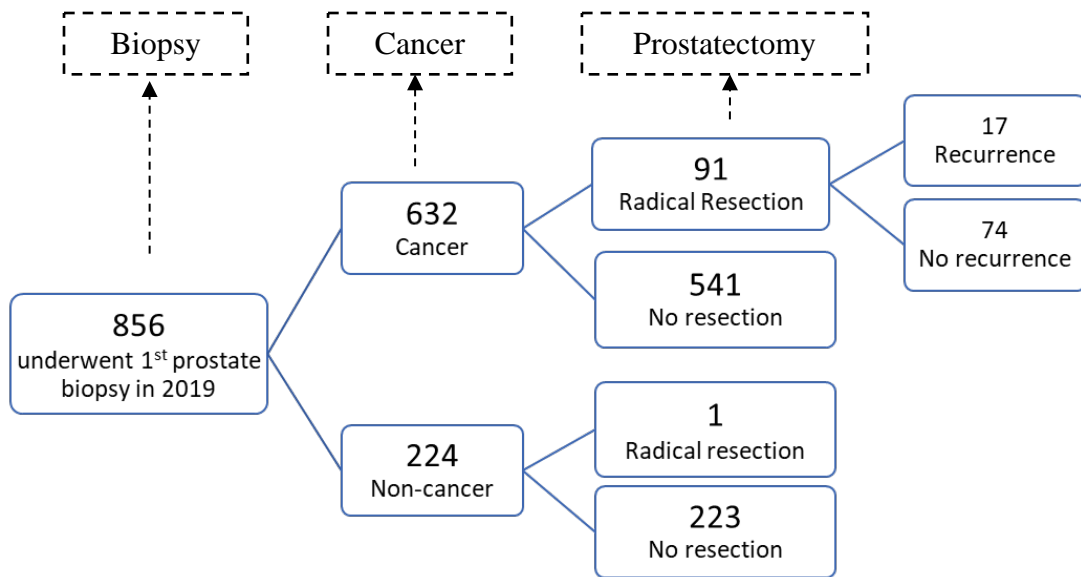 Biopsy
Cancer
Prostatectomy
17
Recurrence
91
Radical Resection
632
Cancer
74
No recurrence
541
No resection
856
underwent 1st prostate
biopsy in 2019
1
Radical resection
224
Non-cancer
223
No resection